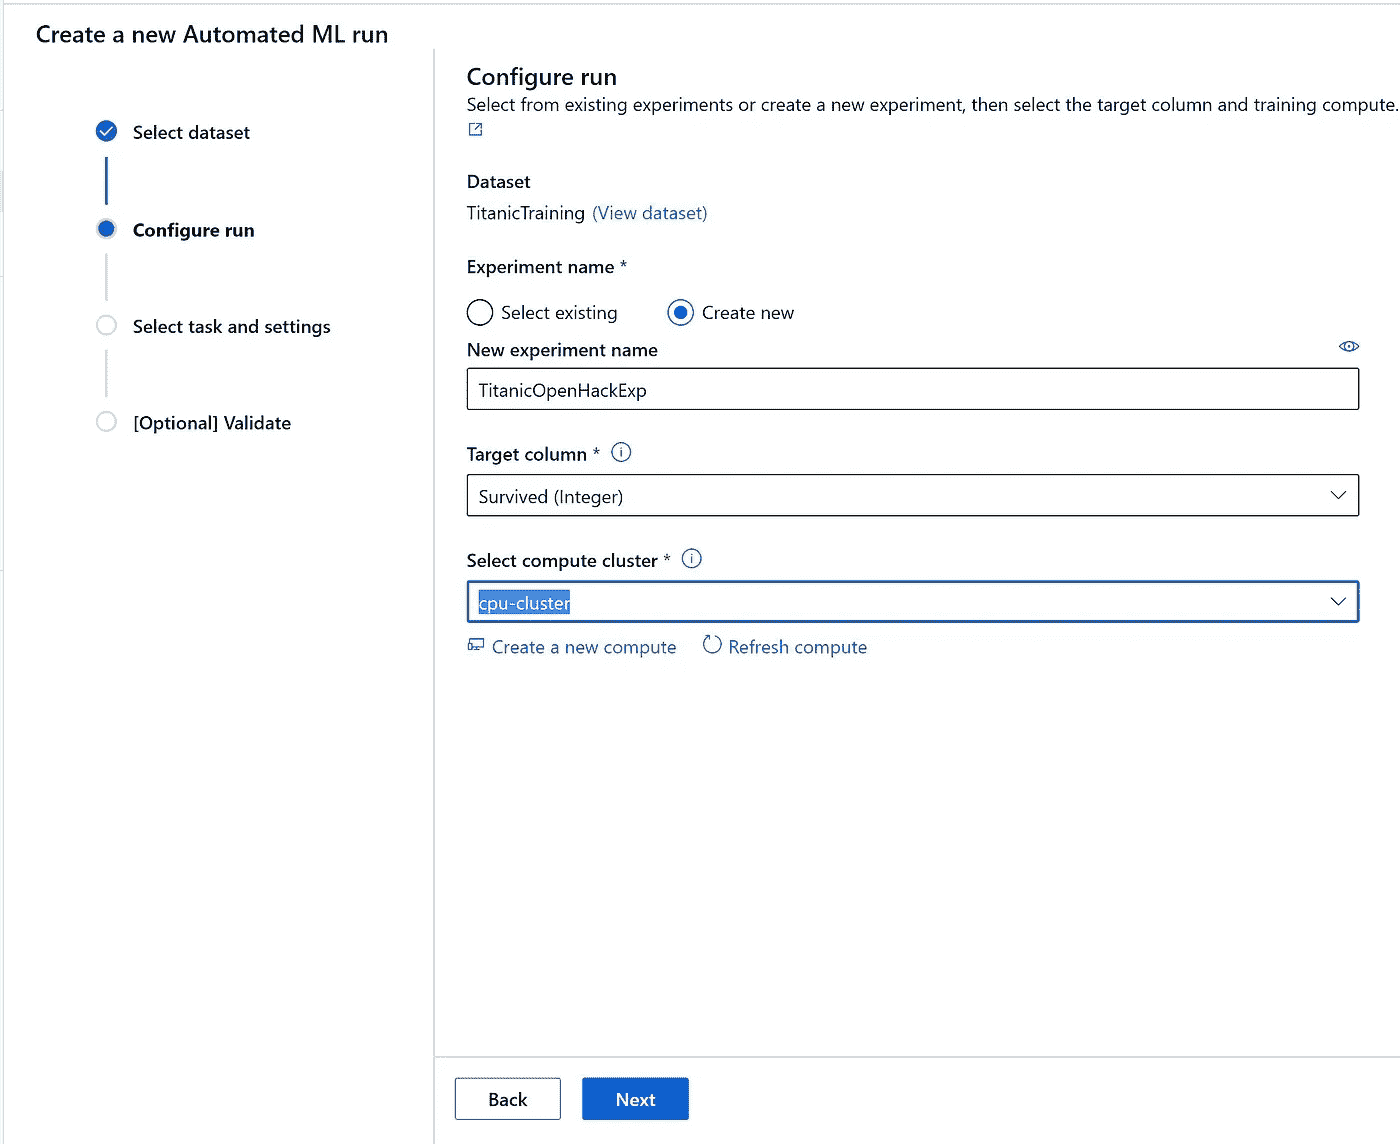 Create a new Automated ML run
Select dataset
Configure run
Select task and settings
[Optional] Validate
Configure run
Select from existing experiments or create a new experiment, then select the target column and training compute.
Dataset
TitanicTraining (View dataset)
Experiment name *
Select existing Create new
New experiment name
TitanicOpenHackExp
Target column *
Survived (Integer)
Select compute cluster *
cpu-cluster
Create a new compute Refresh compute
Back Next